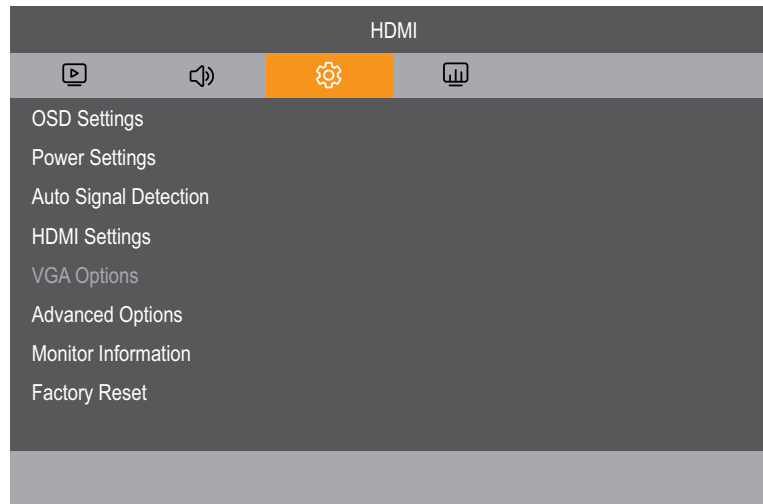 HDMI
OSD Settings
Power Settings
Auto Signal Detection
HDMI Settings
VGA Options
Advanced Options
Monitor Information
Factory Reset